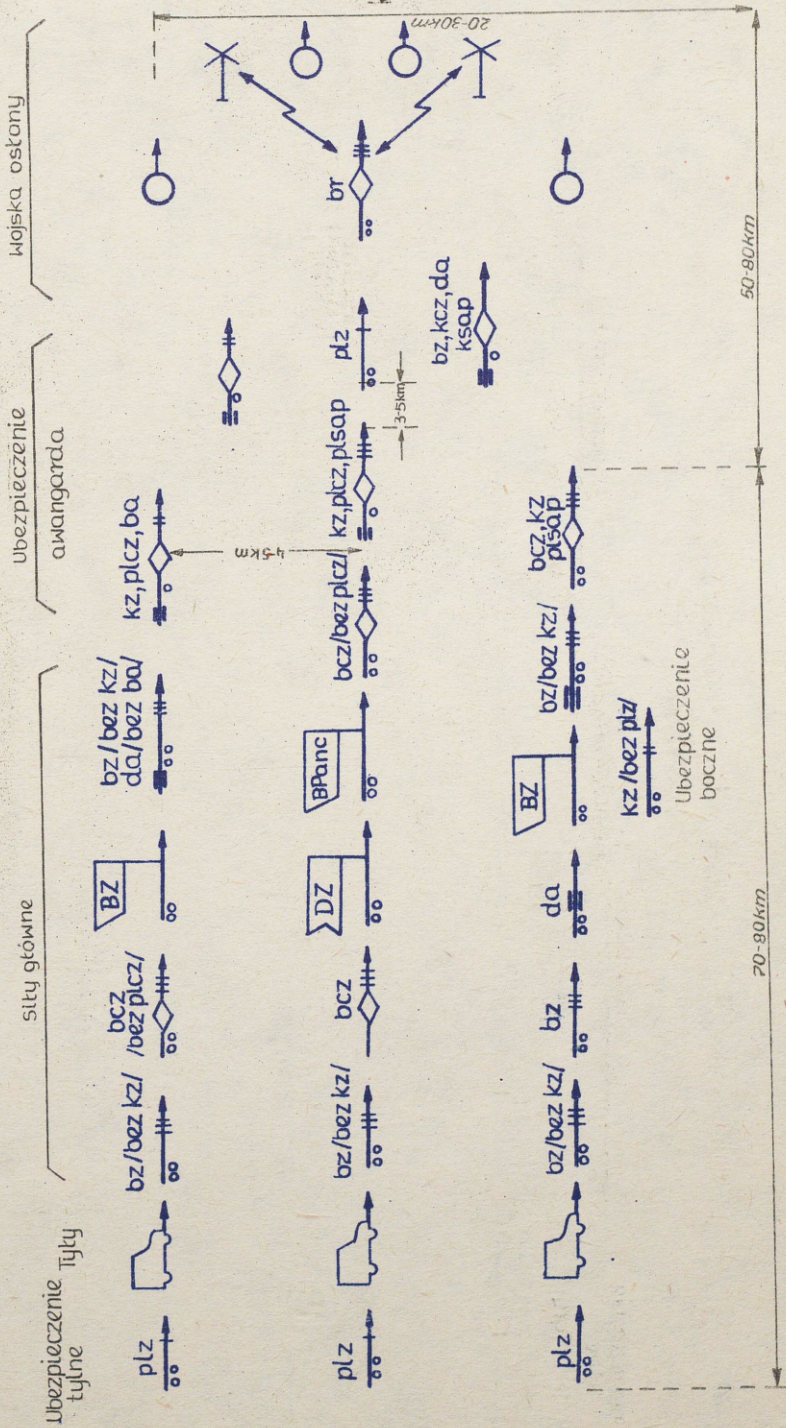 Ubezpieczenie
tylne
Tyły
Siły główne
Ubezpieczenie
awangarda
Wojska osłony
plz
bz/bez kz/
bcz
/bez plcz/
BZ
bz/bez kz/
da/bez ba/
kz,plcz,ba
4-5km
plz
bz/bez kz/
bcz
DZ
BPanc
bcz/bez plcz/
kz,plcz,plsap
3-5km
plz
br
bz,kcz,da
ksap
20-30km
plz
bz/bez kz/
bz
da
BZ
bz/bez kz/
bcz,kz
plsap
kz/bez plz/
Ubezpieczenie
boczne
70-80km
50-80km